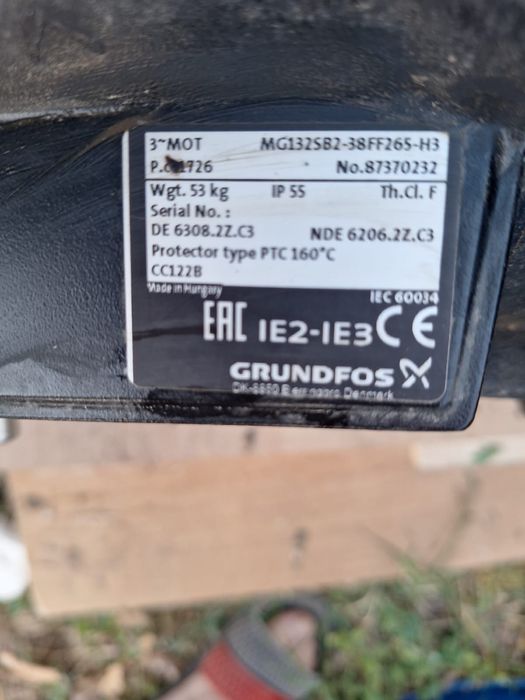 3~MOT MG132SB2-38FF265-H3
No.87370232
Wgt. 53 kg IP 55 Th.Cl. F
Serial No. :
DE 6308.2Z.C3 NDE 6206.2Z.C3
Protector type PTC 160°C
CC122B
Made in Hungary
IEC 60034
EAC IE2-IE3 CE
GRUNDFOS
Denmark